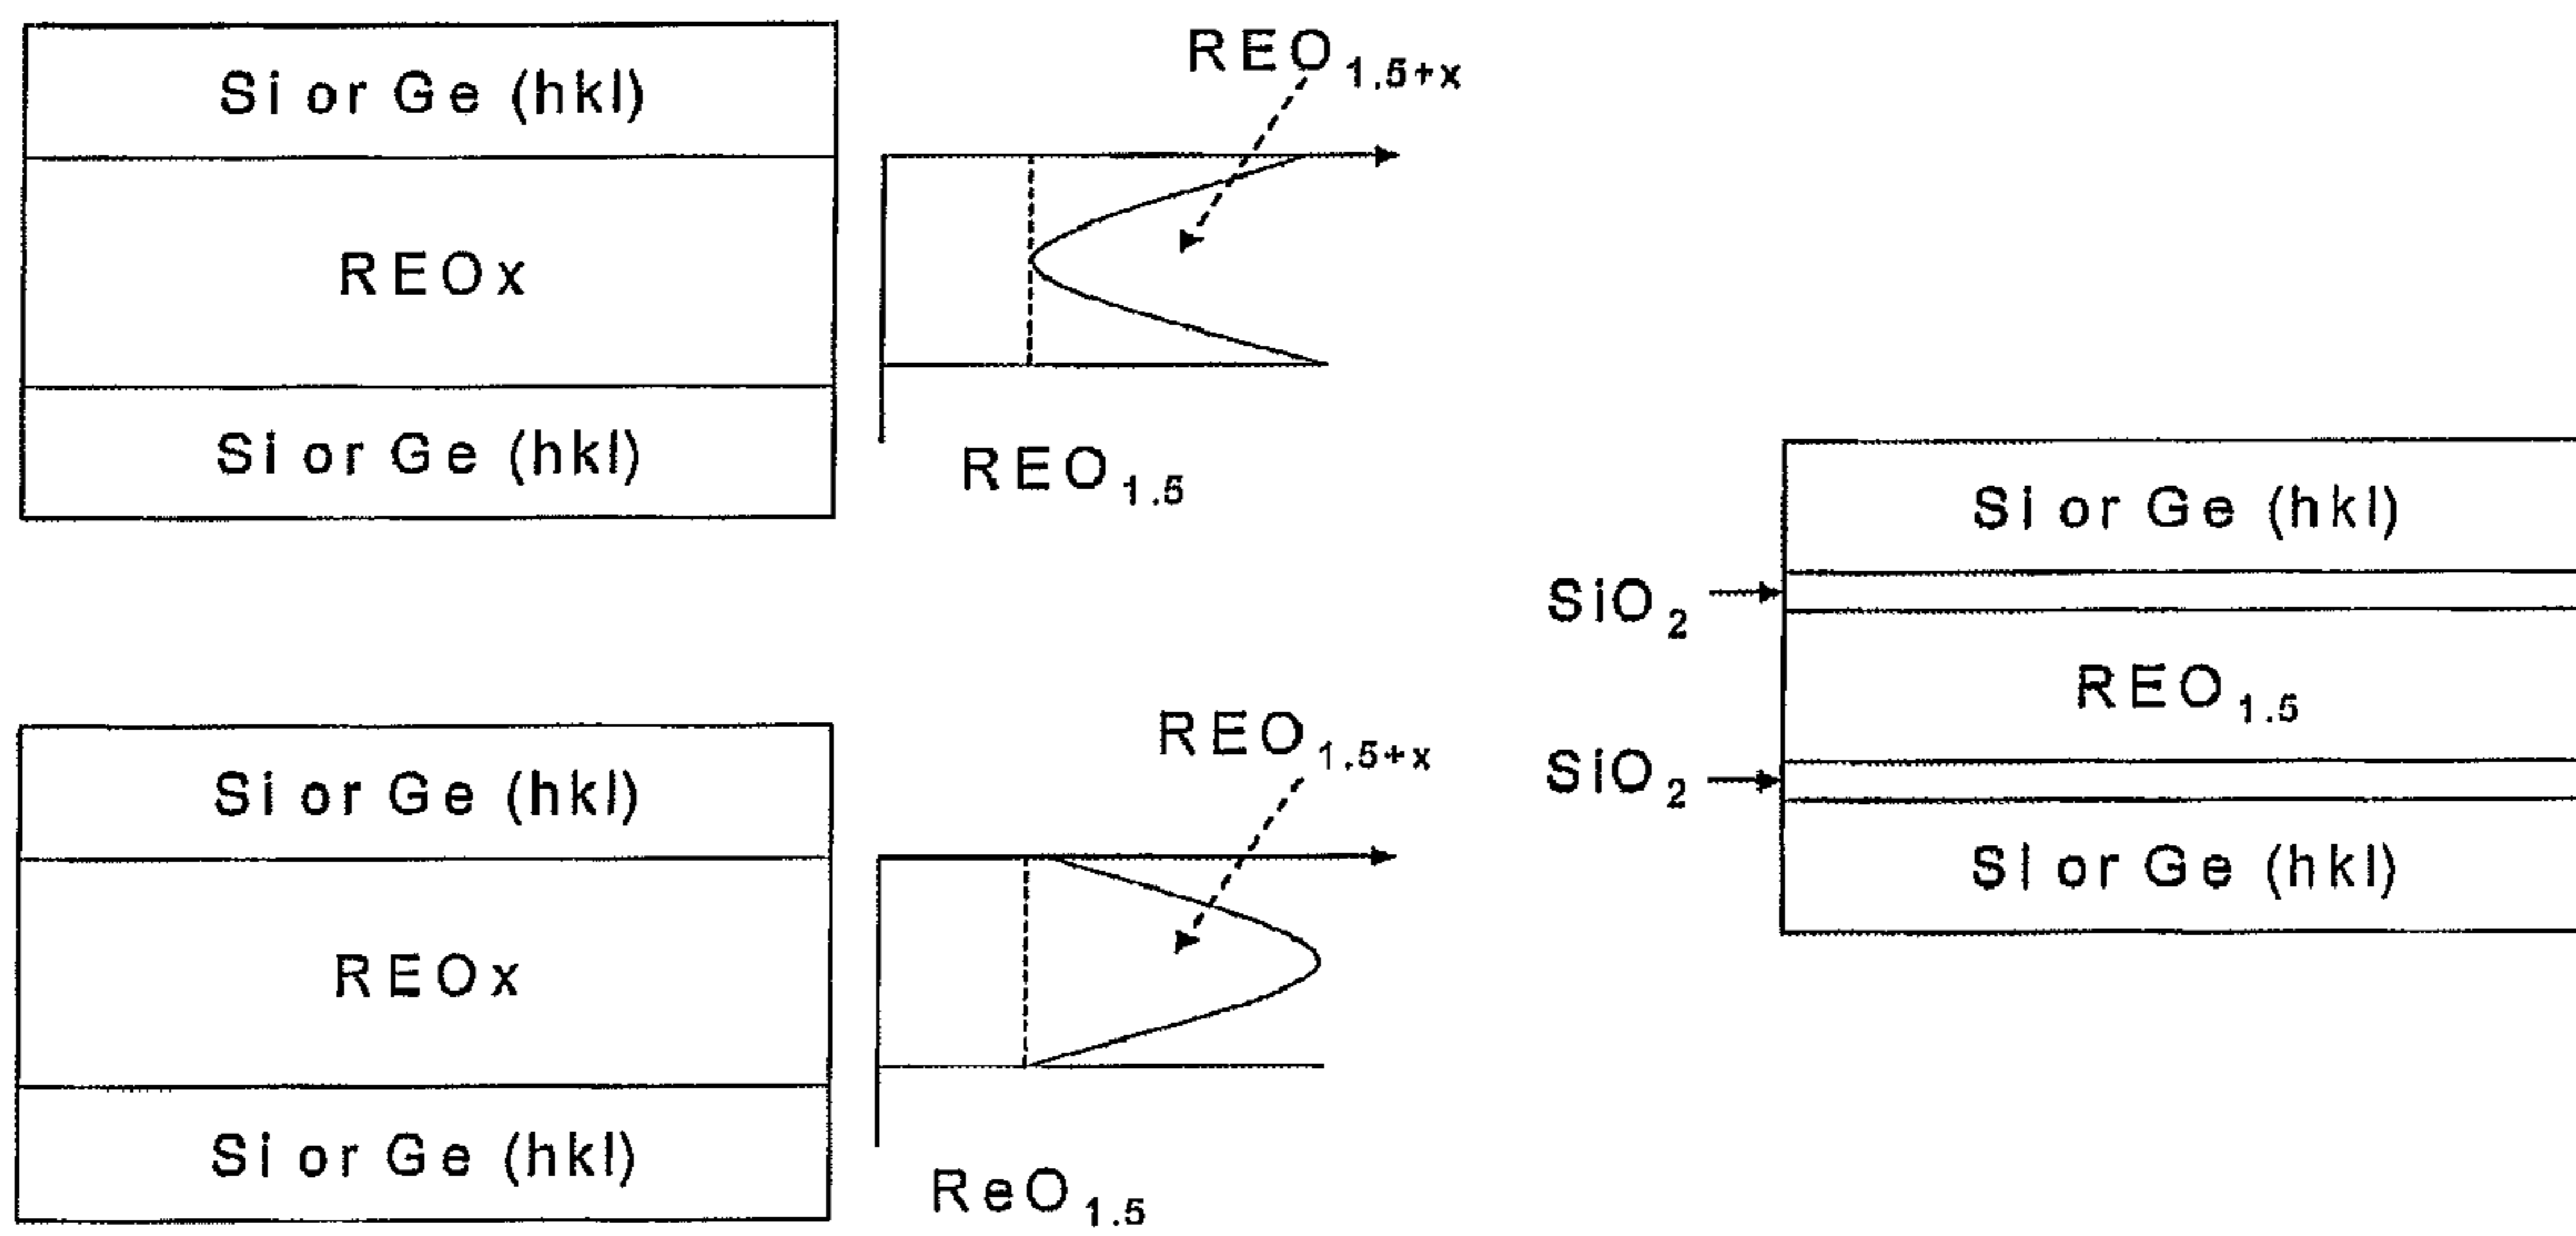 Si or Ge (hkl)
REOx
Si or Ge (hkl)
REO1.5+x
REO1.5
Si or Ge (hkl)
REOx
Si or Ge (hkl)
REO1.5+x
ReO1.5
Si or Ge (hkl)
SiO2
REO1.5
SiO2
Si or Ge (hkl)